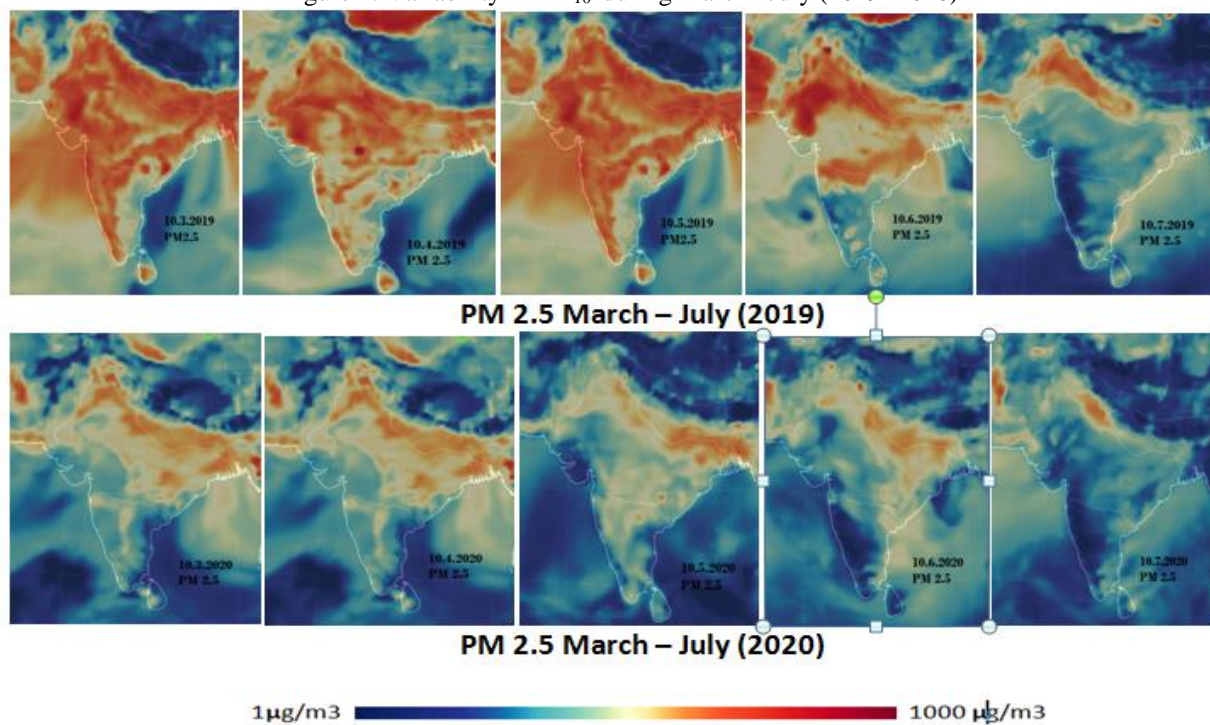 10.3.2019
PM2.5
10.4.2019
PM 2.5
10.5.2019
PM2.5
10.6.2019
PM 2.5
10.7.2019
PM 2.5
PM 2.5 March – July (2019)
10.3.2020
PM 2.5
10.4.2020
PM 2.5
10.5.2020
PM 2.5
10.6.2020
PM 2.5
10.7.2020
PM 2.5
PM 2.5 March – July (2020)
1µg/m3 1000 µg/m3